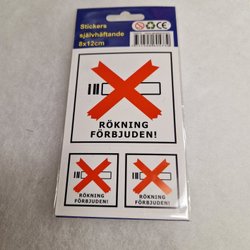 Stickers
självhäftande
8x12cm
RÖKNING
FÖRBJUDEN!
RÖKNING
FÖRBJUDEN!
RÖKNING
FÖRBJUDEN!